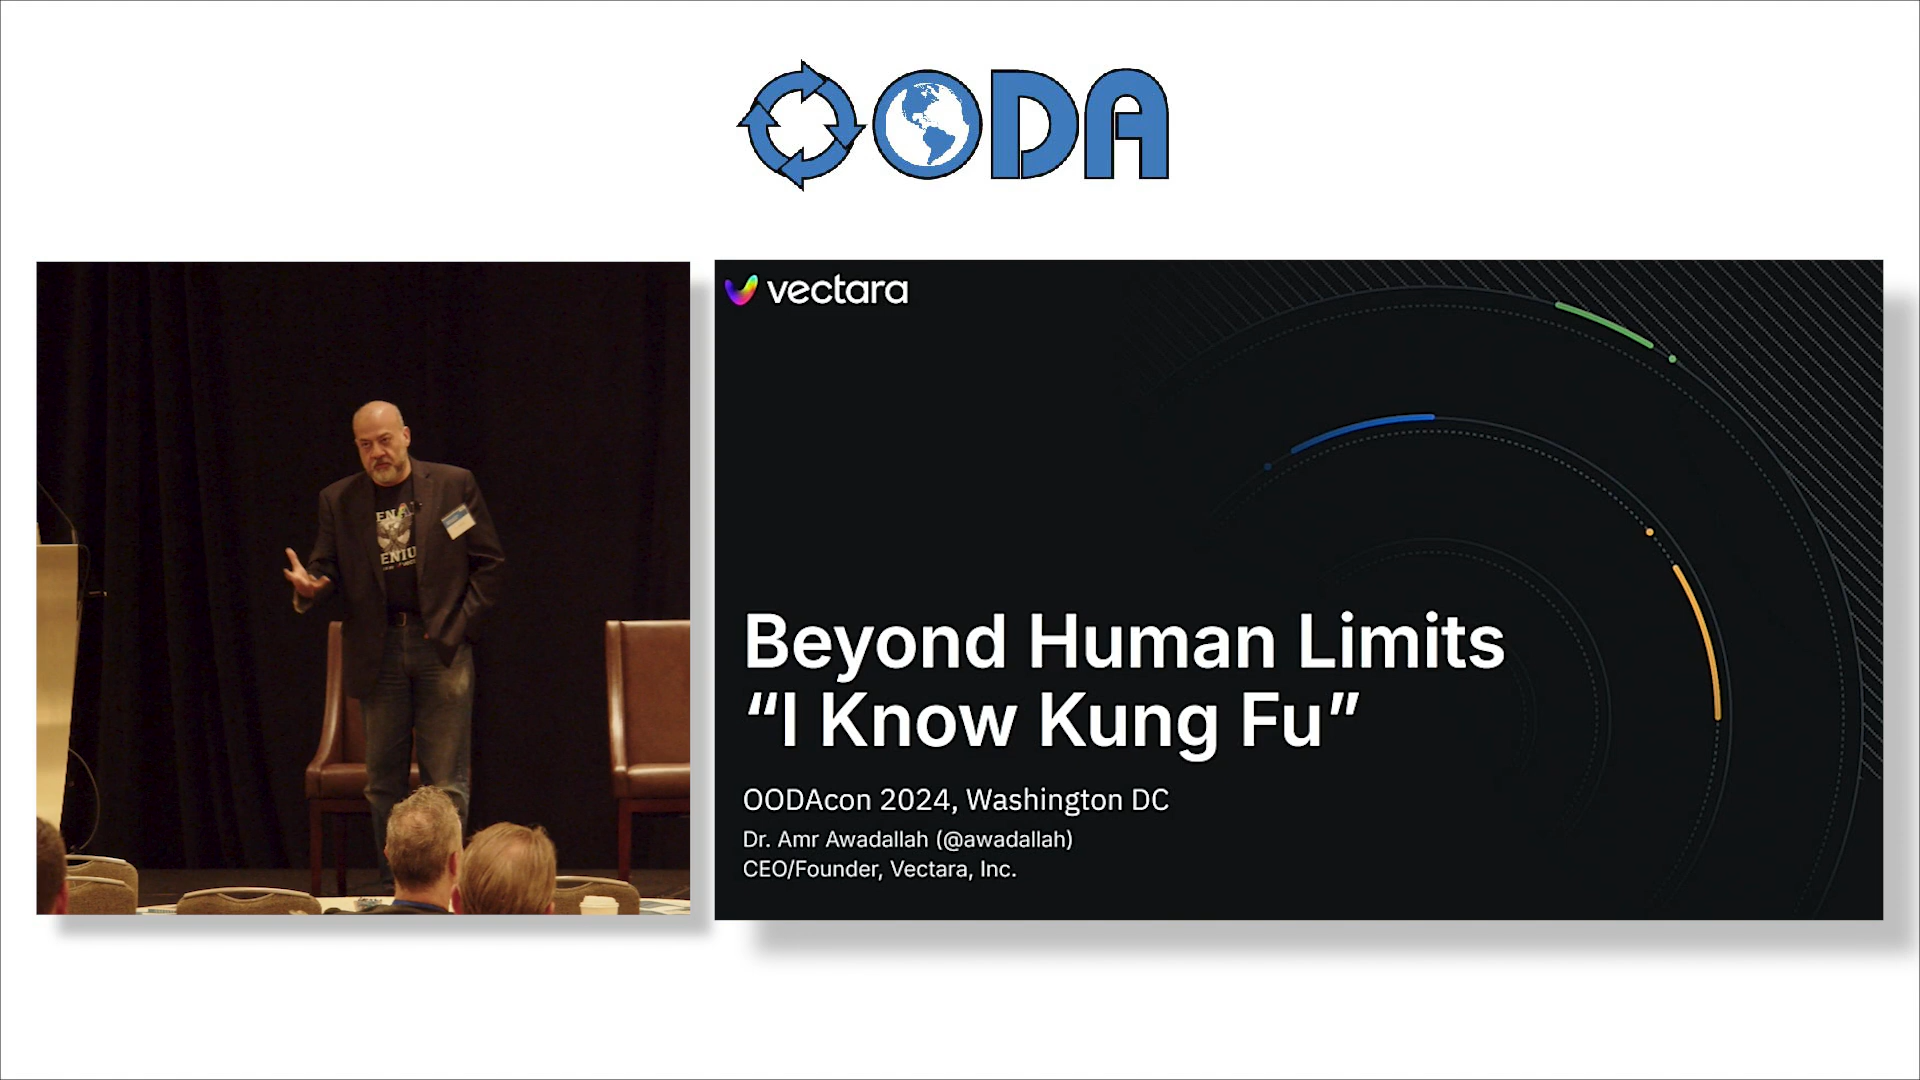 OODA
vectara
Beyond Human Limits
“I Know Kung Fu”
OODAcon 2024, Washington DC
Dr. Amr Awadallah (@awadallah)
CEO/Founder, Vectara, Inc.